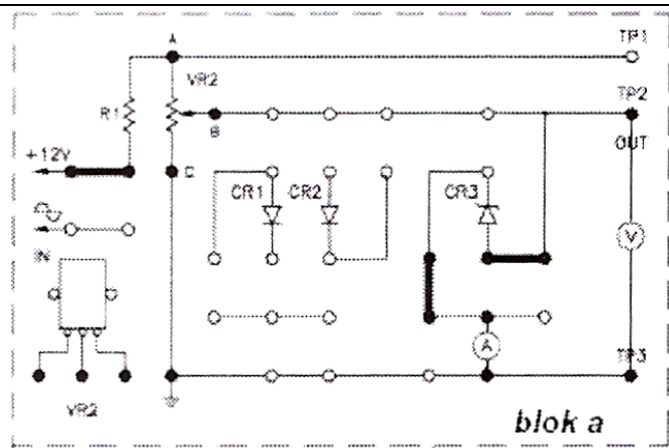 A
TP1
VR2
R1
TP2
B
OUT
+12V
C
CR1
CR2
CR3
V
IN
A
TP3
VR2
blok a